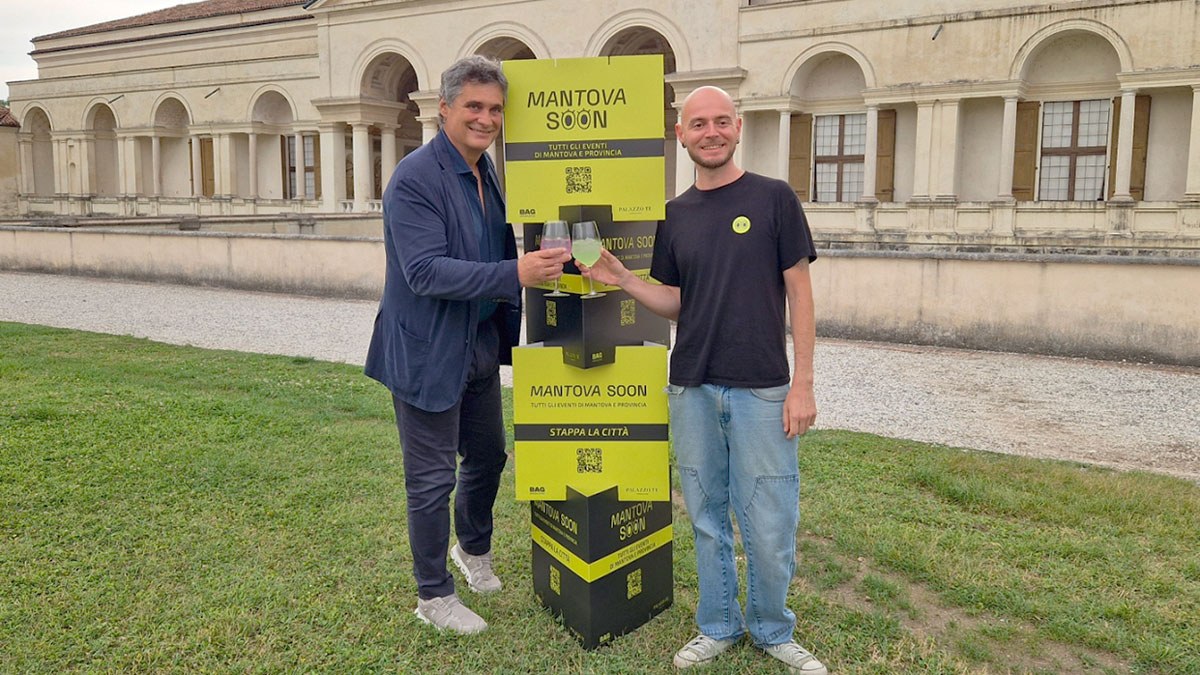 MANTOVA
SOON
TUTTI GLI EVENTI
DI MANTOVA E PROVINCIA
BAG
PALAZZO TE
MANTOVA SOON
CITTÀ
BAG
MANTOVA SOON
TUTTI GLI EVENTI DI MANTOVA E PROVINCIA
STAPPA LA CITTÀ
BAG
PALAZZO TE
MANTOVA SOON
STAPPA LA CITTÀ
MANTOVA
SOON
TUTTI GLI EVENTI
DI MANTOVA E PROVINCIA